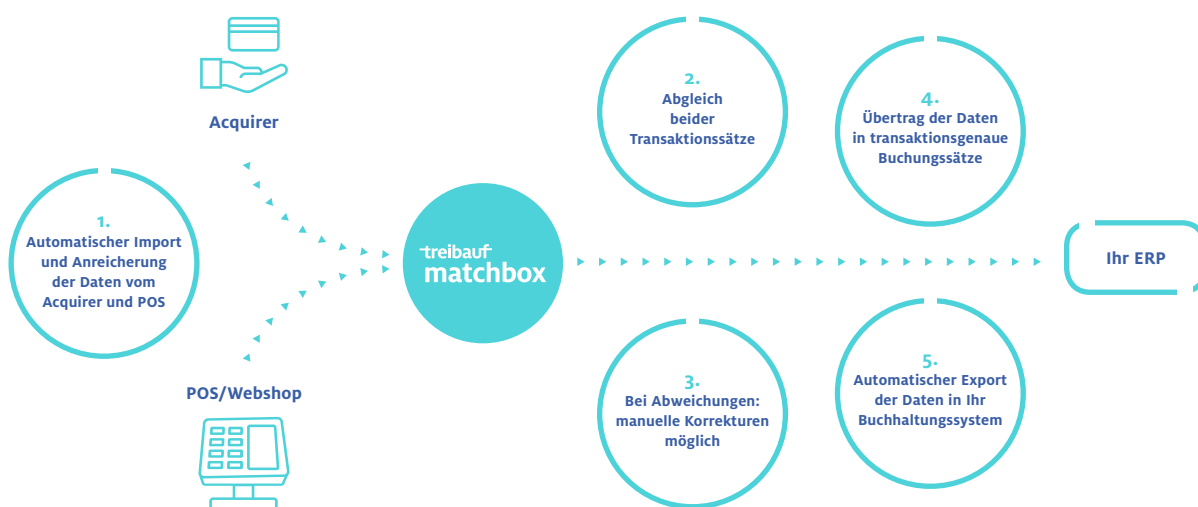 Acquirer
1.
Automatischer Import
und Anreicherung
der Daten vom
Acquirer und POS
POS/Webshop
treibauf
matchbox
2.
Abgleich
beider
Transaktionssätze
3.
Bei Abweichungen:
manuelle Korrekturen
möglich
4.
Übertrag der Daten
in transaktionsgenaue
Buchungssätze
5.
Automatischer Export
der Daten in Ihr
Buchhaltungssystem
Ihr ERP